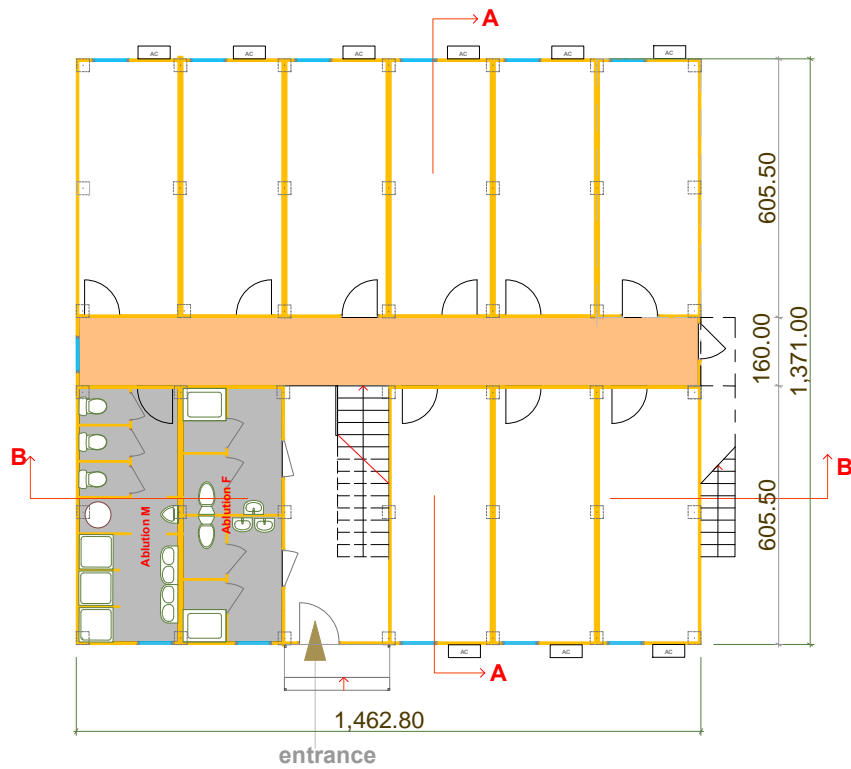 A
AC
AC
AC
AC
AC
AC
605.50
160.00
1,371.00
B
B
Ablution M
Ablution F
605.50
AC
AC
AC
A
1,462.80
entrance